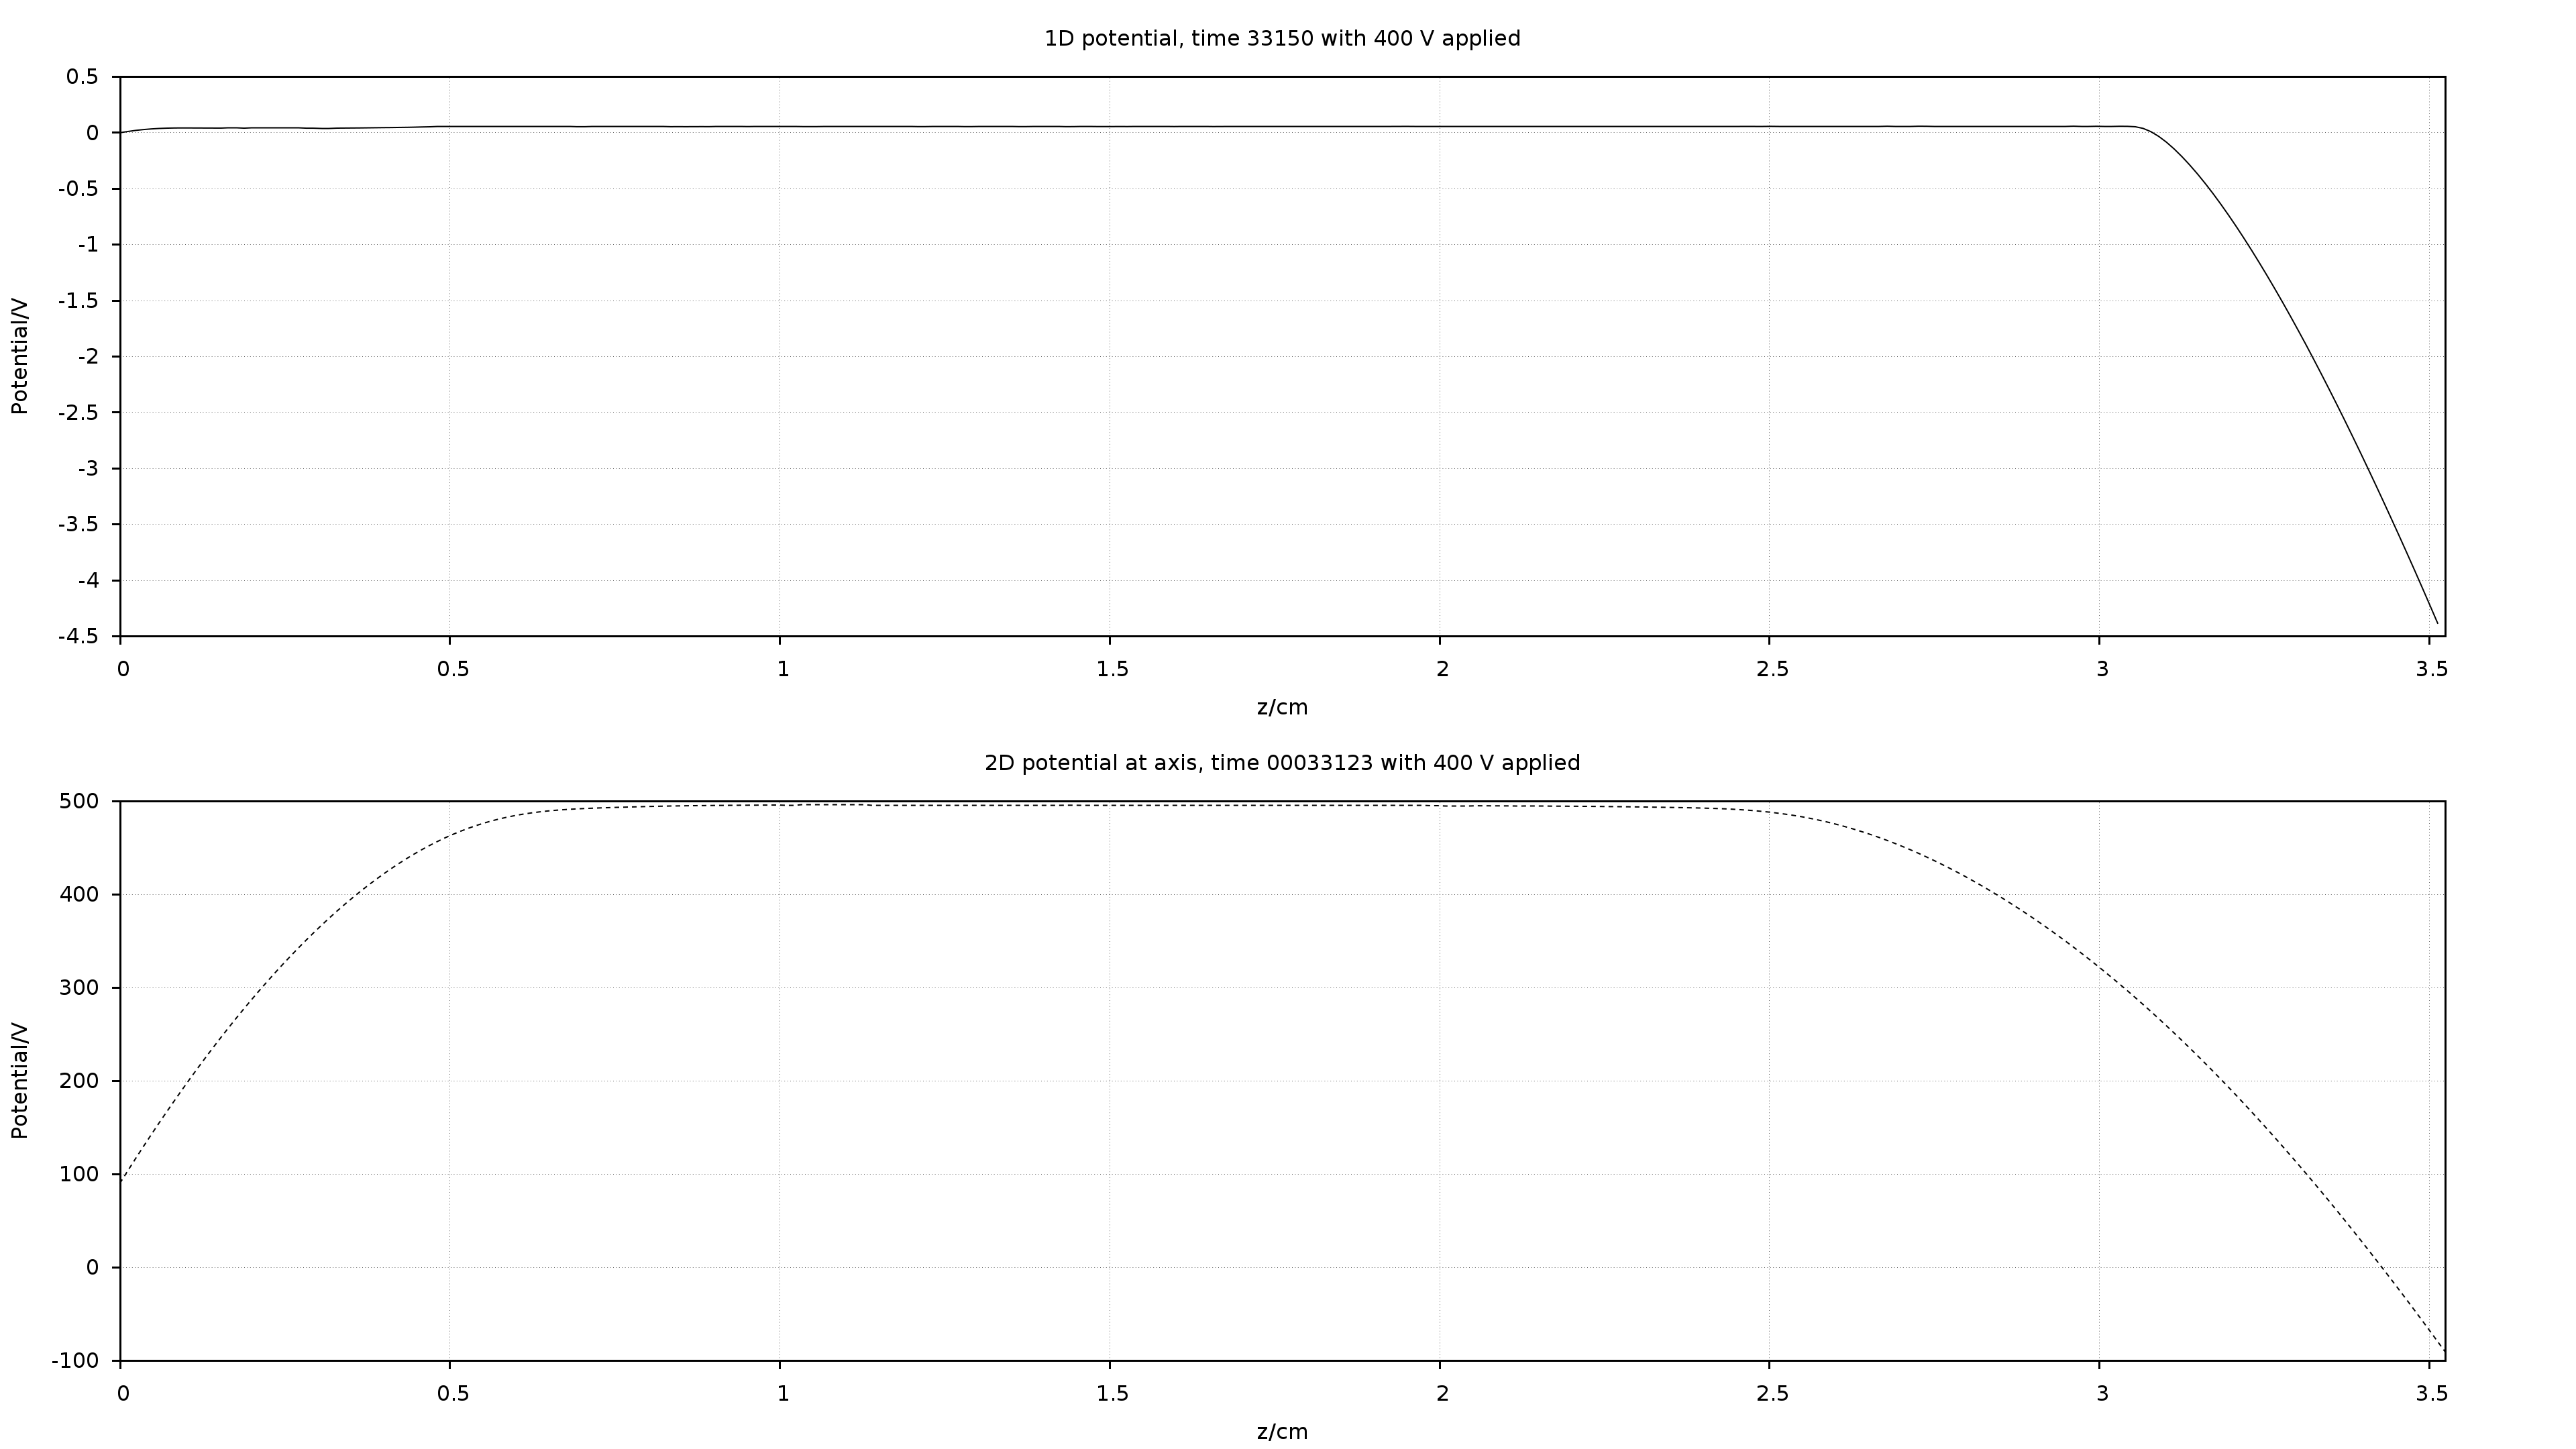 1D potential, time 33150 with 400 V applied
0.5
0
-0.5
-1
-1.5
-2
-2.5
-3
-3.5
-4
-4.5
Potential/V
0 0.5 1 1.5 2 2.5 3 3.5
z/cm
2D potential at axis, time 00033123 with 400 V applied
500
400
300
200
100
0
-100
Potential/V
0 0.5 1 1.5 2 2.5 3 3.5
z/cm